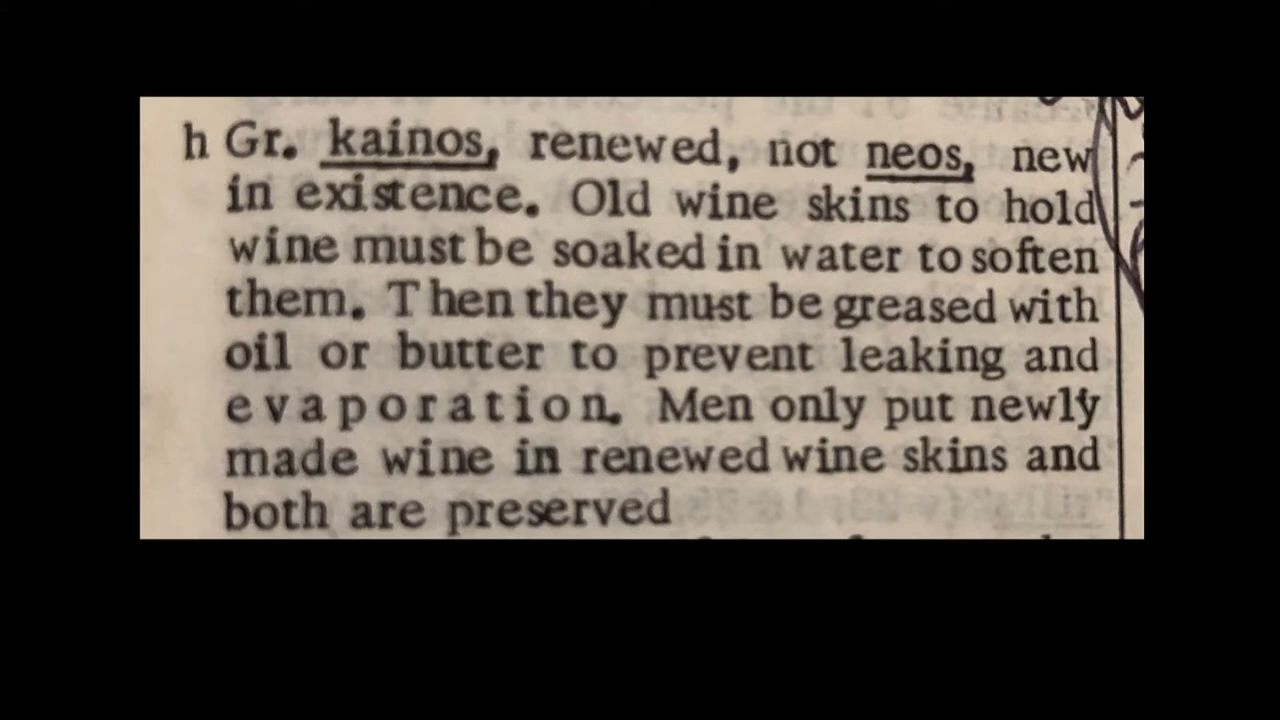 h Gr. kainos, renewed, not neos, new
in existence. Old wine skins to hold
wine must be soaked in water to soften
them. Then they must be greased with
oil or butter to prevent leaking and
evaporation. Men only put newly
made wine in renewed wine skins and
both are preserved